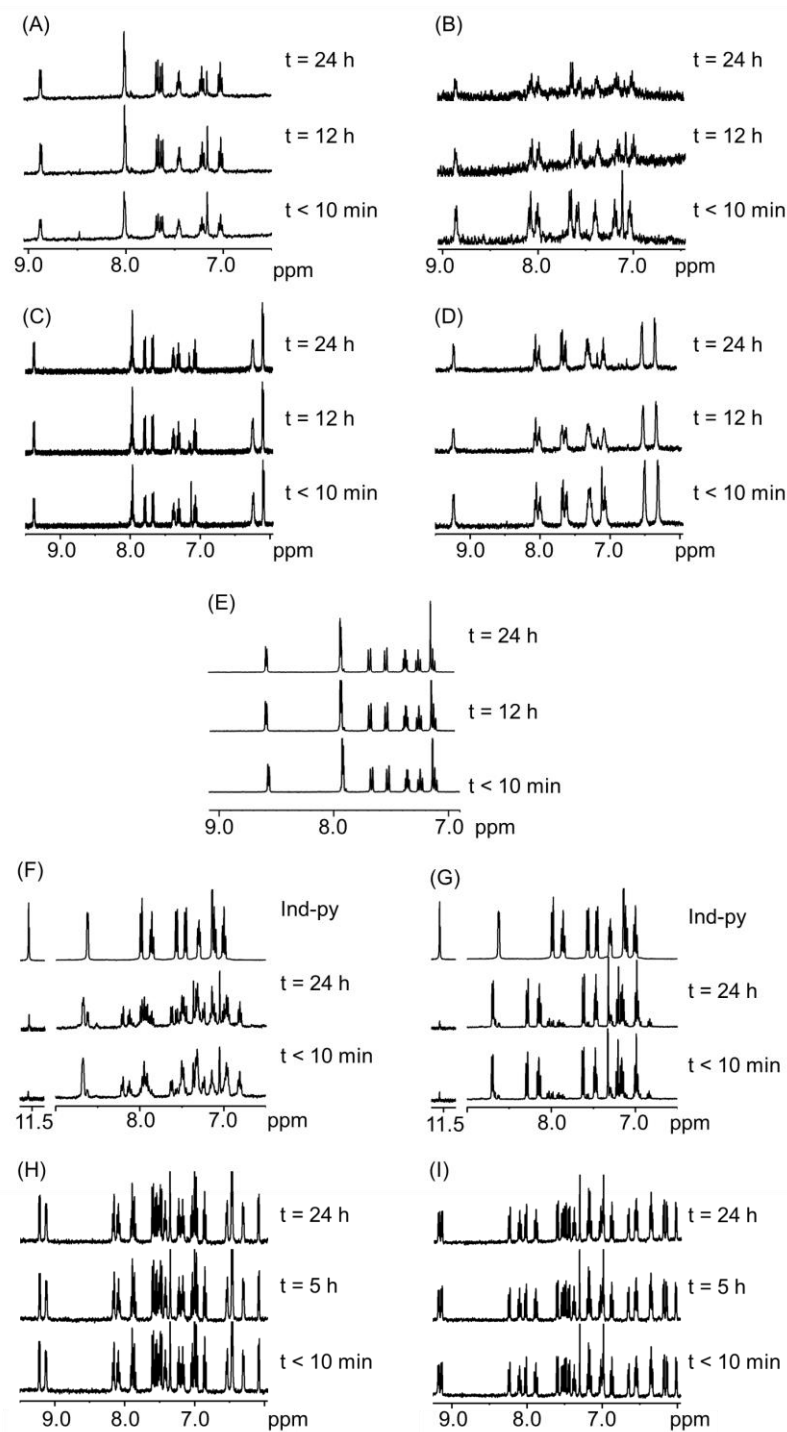 (A)
t = 24 h
t = 12 h
t < 10 min
9.0 8.0 7.0 ppm
(B)
t = 24 h
t = 12 h
t < 10 min
9.0 8.0 7.0 ppm
(C)
t = 24 h
t = 12 h
t < 10 min
9.0 8.0 7.0 ppm
(D)
t = 24 h
t = 12 h
t < 10 min
9.0 8.0 7.0 ppm
(E)
t = 24 h
t = 12 h
t < 10 min
9.0 8.0 7.0 ppm
(F)
Ind-py
t = 24 h
t < 10 min
11.5 8.0 7.0 ppm
(G)
Ind-py
t = 24 h
t < 10 min
11.5 8.0 7.0 ppm
(H)
t = 24 h
t = 5 h
t < 10 min
9.0 8.0 7.0 ppm
(I)
t = 24 h
t = 5 h
t < 10 min
9.0 8.0 7.0 ppm